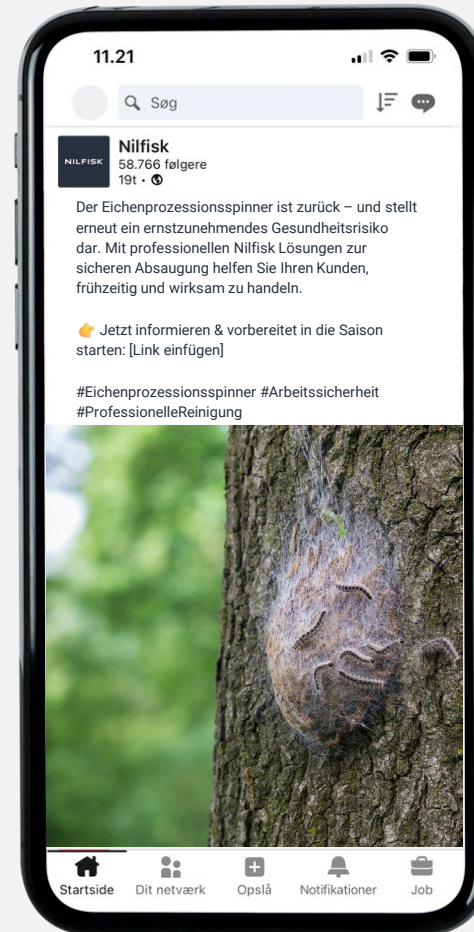 11.21
Søg
NILFISK
Nilfisk
58.766 følgere
19t •
Der Eichenprozessionsspinner ist zurück – und stellt
erneut ein ernstzunehmendes Gesundheitsrisiko
dar. Mit professionellen Nilfisk Lösungen zur
sicheren Absaugung helfen Sie Ihren Kunden,
frühzeitig und wirksam zu handeln.
👉 Jetzt informieren & vorbereitet in die Saison
starten: [Link einfügen]
#Eichenprozessionsspinner #Arbeitssicherheit
#ProfessionelleReinigung
Startside Dit netværk Opslå Notifikationer Job